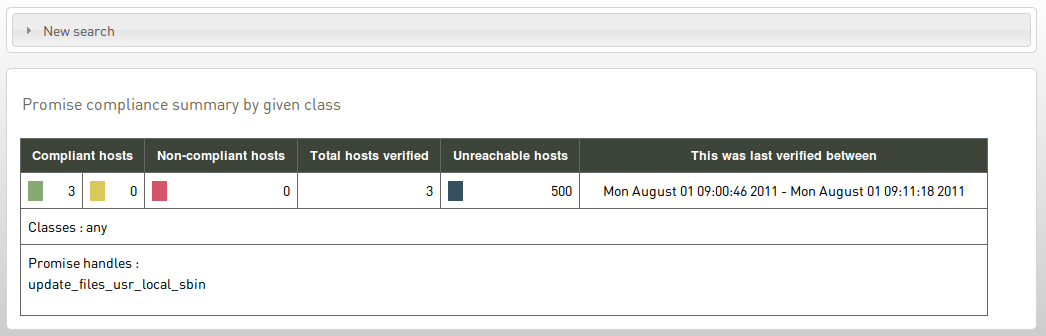 New search
Promise compliance summary by given class
Compliant hosts Non-compliant hosts Total hosts verified Unreachable hosts This was last verified between
3 0 0 3 500 Mon August 01 09:00:46 2011 - Mon August 01 09:11:18 2011
Classes : any
Promise handles :
update_files_usr_local_sbin